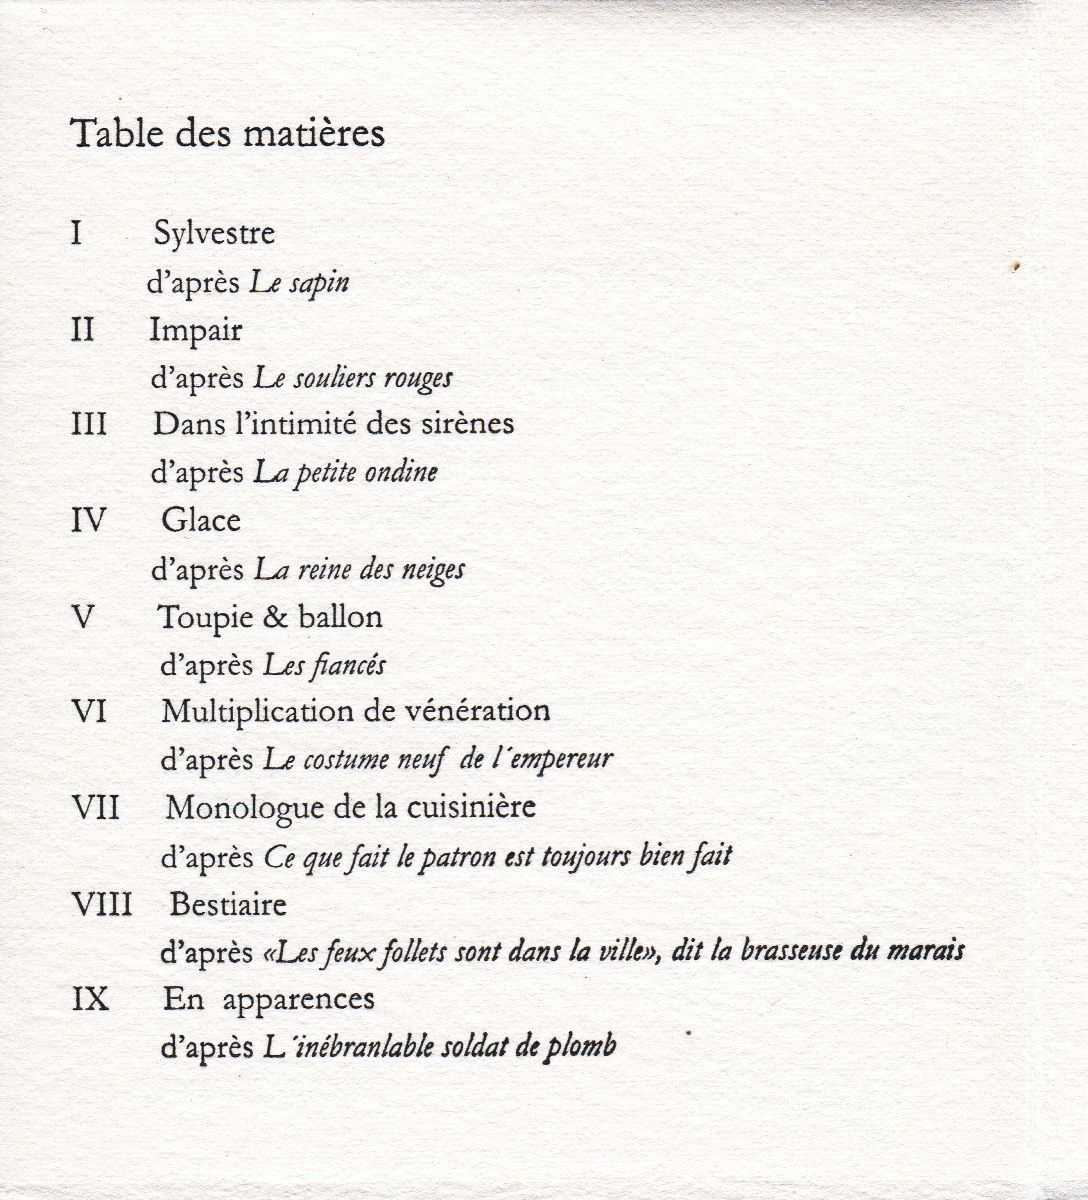 Table des matières
I Sylvestre
d'après Le sapin
II Impair
d'après Le souliers rouges
III Dans l'intimité des sirènes
d'après La petite ondine
IV Glace
d'après La reine des neiges
V Toupie & ballon
d'après Les fiancés
VI Multiplication de vénération
d'après Le costume neuf de l´empereur
VII Monologue de la cuisinière
d'après Ce que fait le patron est toujours bien fait
VIII Bestiaire
d'après «Les feux follets sont dans la ville», dit la brasseuse du marais
IX En apparences
d'après L´inébranlable soldat de plomb